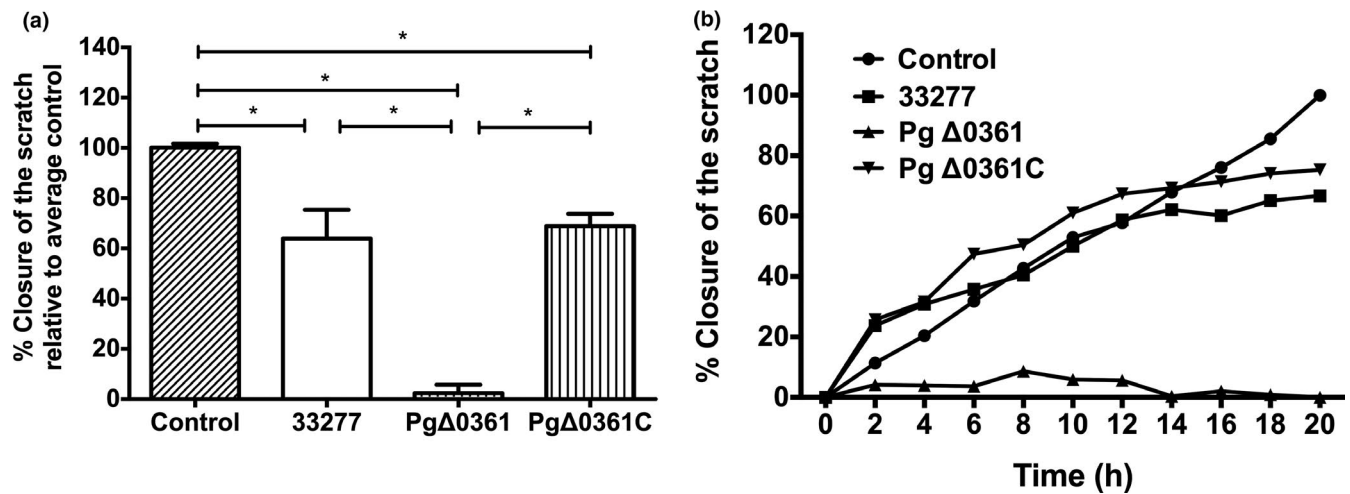 (a)
% Closure of the scratch
relative to average control
140
120
100
80
60
40
20
0
*
*
*
*
*
Control
33277
PgΔ0361
PgΔ0361C
(b)
% Closure of the scratch
120
100
80
60
40
20
0
Control
33277
Pg Δ0361
Pg Δ0361C
0 2 4 6 8 10 12 14 16 18 20
Time (h)